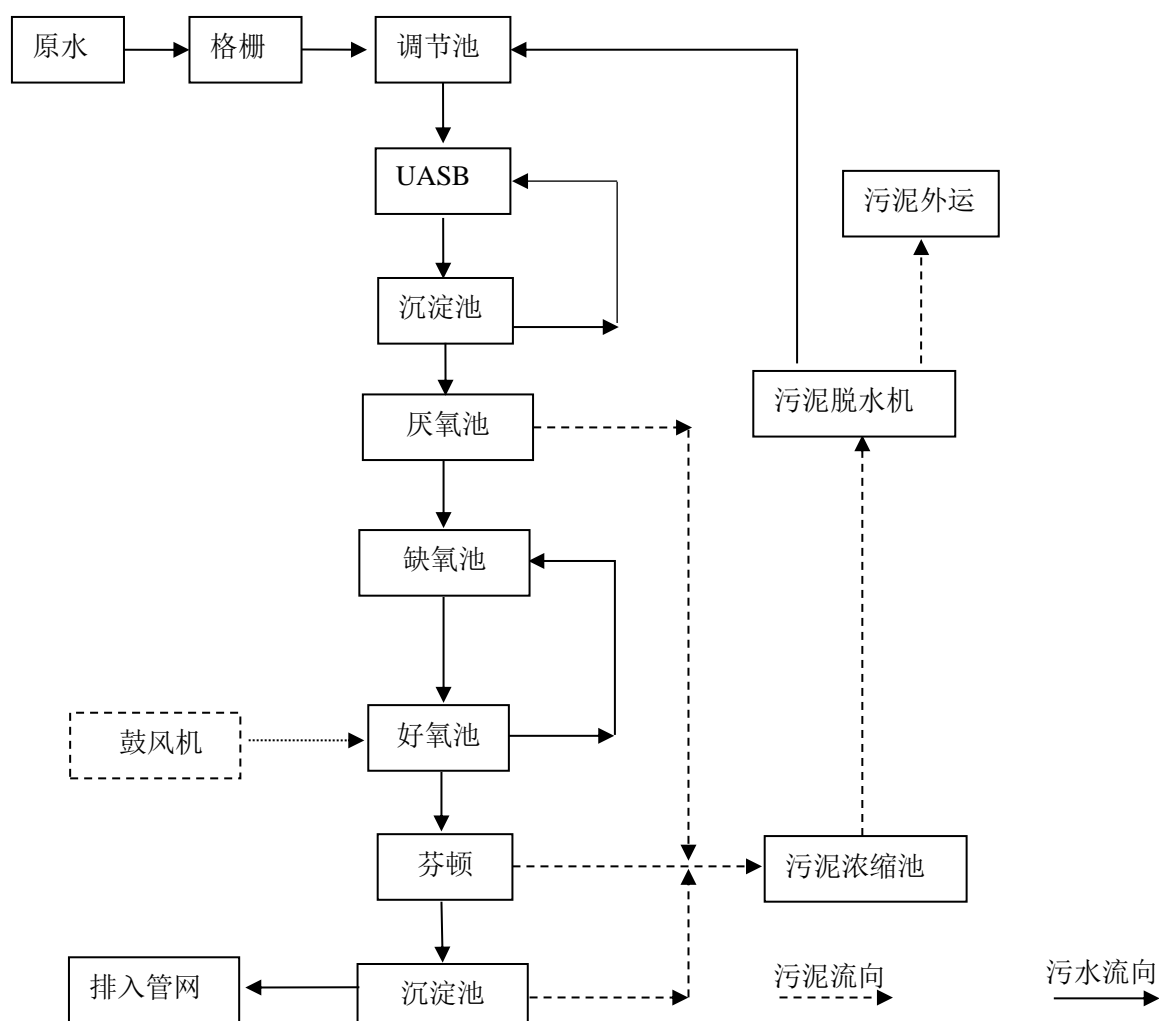 原水
格栅
调节池
UASB
污泥外运
沉淀池
污泥脱水机
厌氧池
缺氧池
鼓风机
好氧池
芬顿
污泥浓缩池
排入管网
沉淀池
污泥流向
污水流向